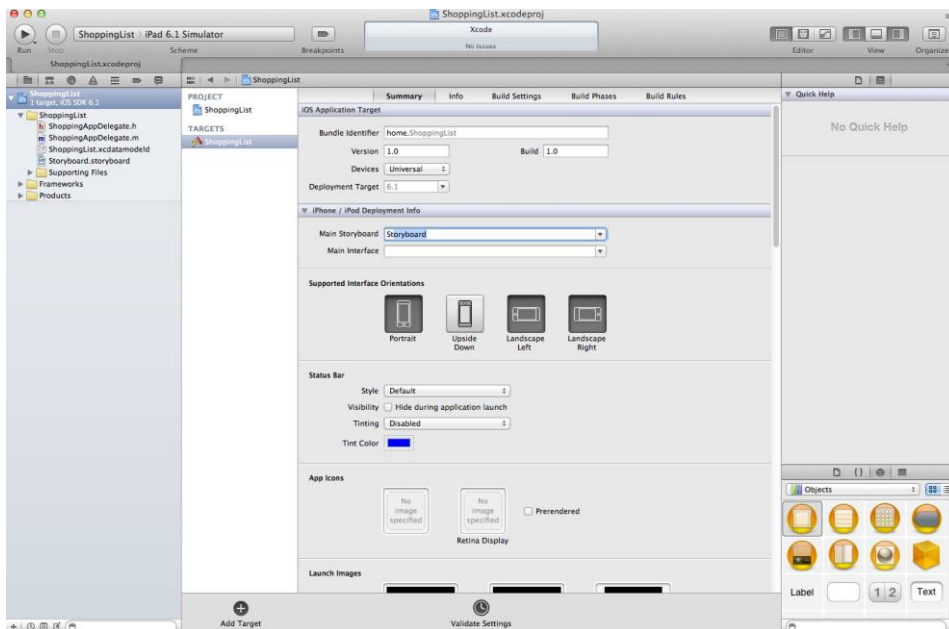 ShoppingList.xcodeproj
ShoppingList iPad 6.1 Simulator
Xcode
No Issues
Run Stop Scheme Breakpoints Editor View Organizer
ShoppingList.xcodeproj
ShoppingList
ShoppingList
1 target, iOS SDK 6.1
ShoppingList
ShoppingAppDelegate.h
ShoppingAppDelegate.m
ShoppingList.xcdatamodeld
Storyboard.storyboard
Supporting Files
Frameworks
Products
PROJECT
ShoppingList
TARGETS
ShoppingList
Summary Info Build Settings Build Phases Build Rules
iOS Application Target
Bundle Identifier home.ShoppingList
Version 1.0 Build 1.0
Devices Universal
Deployment Target 6.1
iPhone / iPod Deployment Info
Main Storyboard Storyboard
Main Interface
Supported Interface Orientations
Portrait Upside Down Landscape Left Landscape Right
Status Bar
Style Default
Visibility Hide during application launch
Tinting Disabled
Tint Color
App Icons
No image specified No image specified Prerendered
Retina Display
Launch Images
Add Target Validate Settings
Quick Help
No Quick Help
Objects
Label 1 2 Text